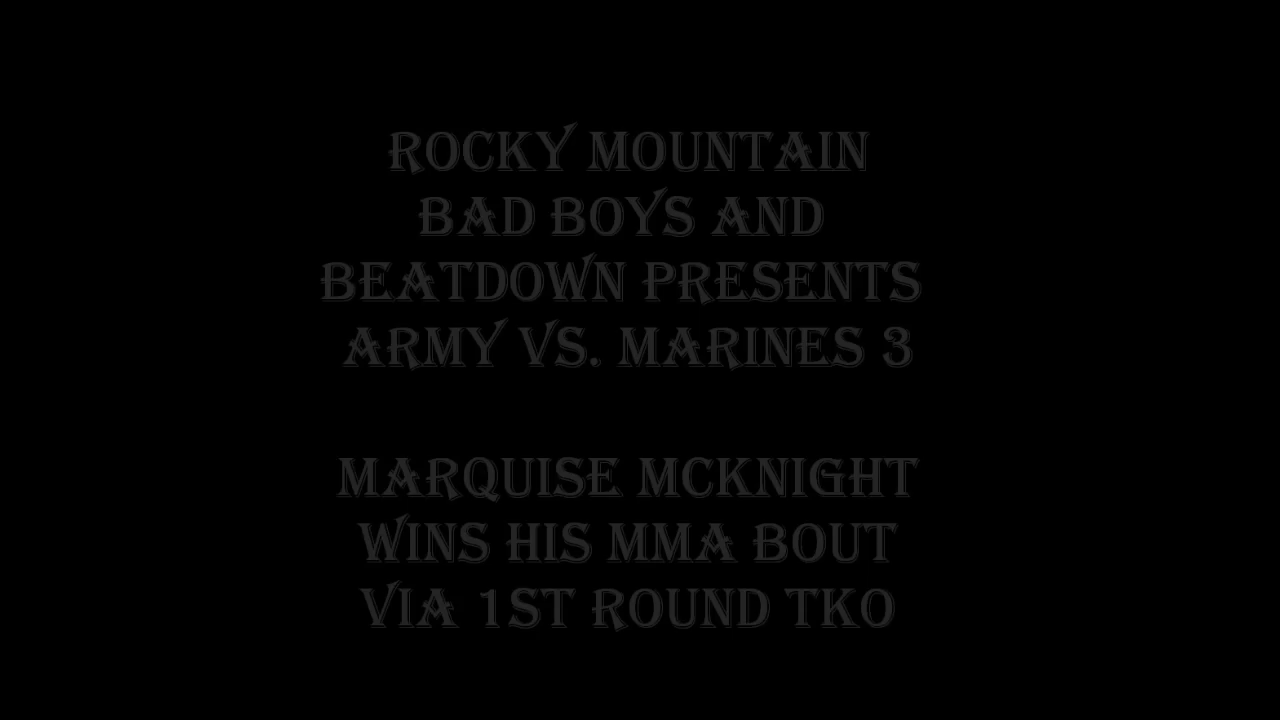 ROCKY MOUNTAIN
BAD BOYS AND
BEATDOWN PRESENTS
ARMY VS. MARINES 3
MARQUISE MCKNIGHT
WINS HIS MMA BOUT
VIA 1ST ROUND TKO